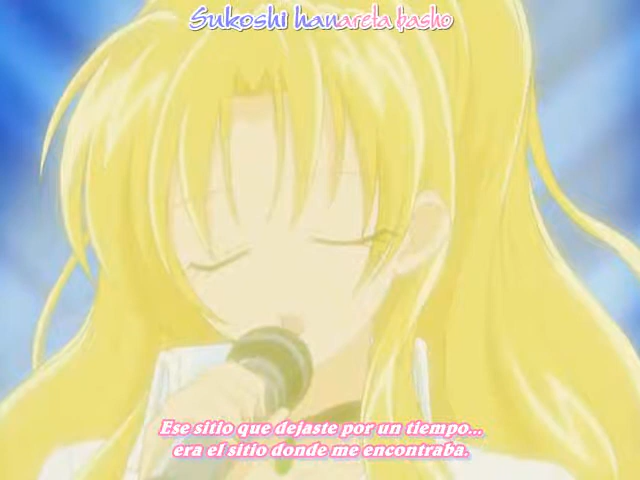 Sukoshi hanareta basho
Ese sitio que dejaste por un tiempo...
era el sitio donde me encontraba.